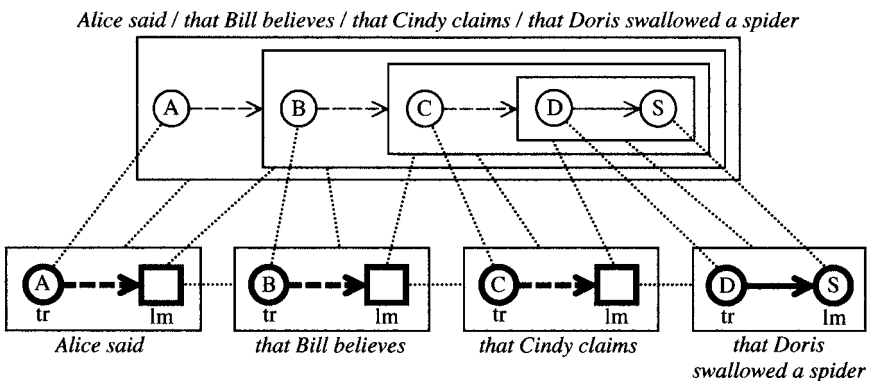 Alice said / that Bill believes / that Cindy claims / that Doris swallowed a spider
A B C D S
A B C D S
tr lm tr lm tr lm tr lm
Alice said that Bill believes that Cindy claims that Doris
swallowed a spider